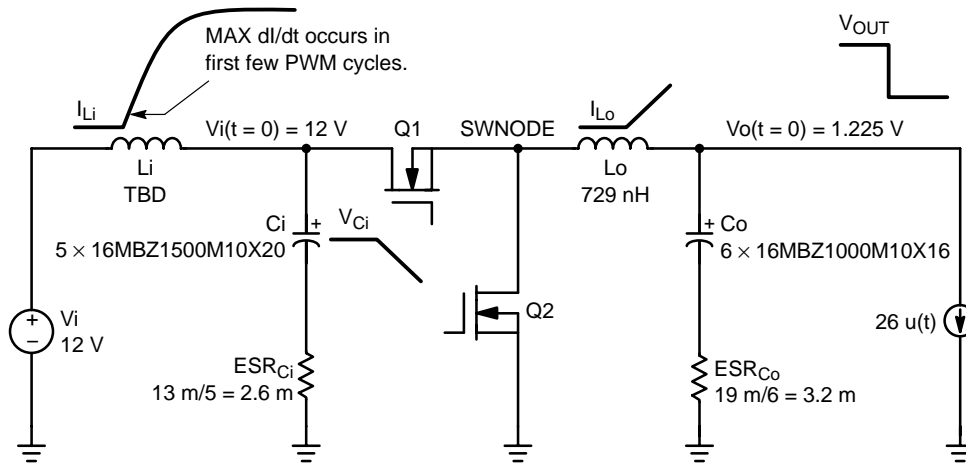 MAX dI/dt occurs in
first few PWM cycles.
V_OUT
I_Li
Vi(t = 0) = 12 V
Q1
SWNODE
I_Lo
Vo(t = 0) = 1.225 V
Li
TBD
Lo
729 nH
Ci
+
V_Ci
5 × 16MBZ1500M10X20
+
Co
6 × 16MBZ1000M10X16
Q2
+
−
Vi
12 V
26 u(t)
ESR_Ci
13 m/5 = 2.6 m
ESR_Co
19 m/6 = 3.2 m